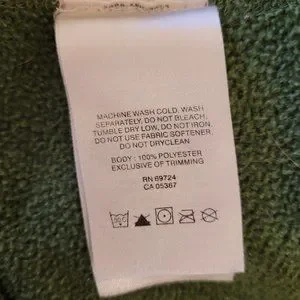 MACHINE WASH COLD. WASH
SEPARATELY, DO NOT BLEACH,
TUMBLE DRY LOW, DO NOT IRON,
DO NOT USE FABRIC SOFTENER,
DO NOT DRYCLEAN
BODY : 100% POLYESTER
EXCLUSIVE OF TRIMMING
RN 69724
CA 05367